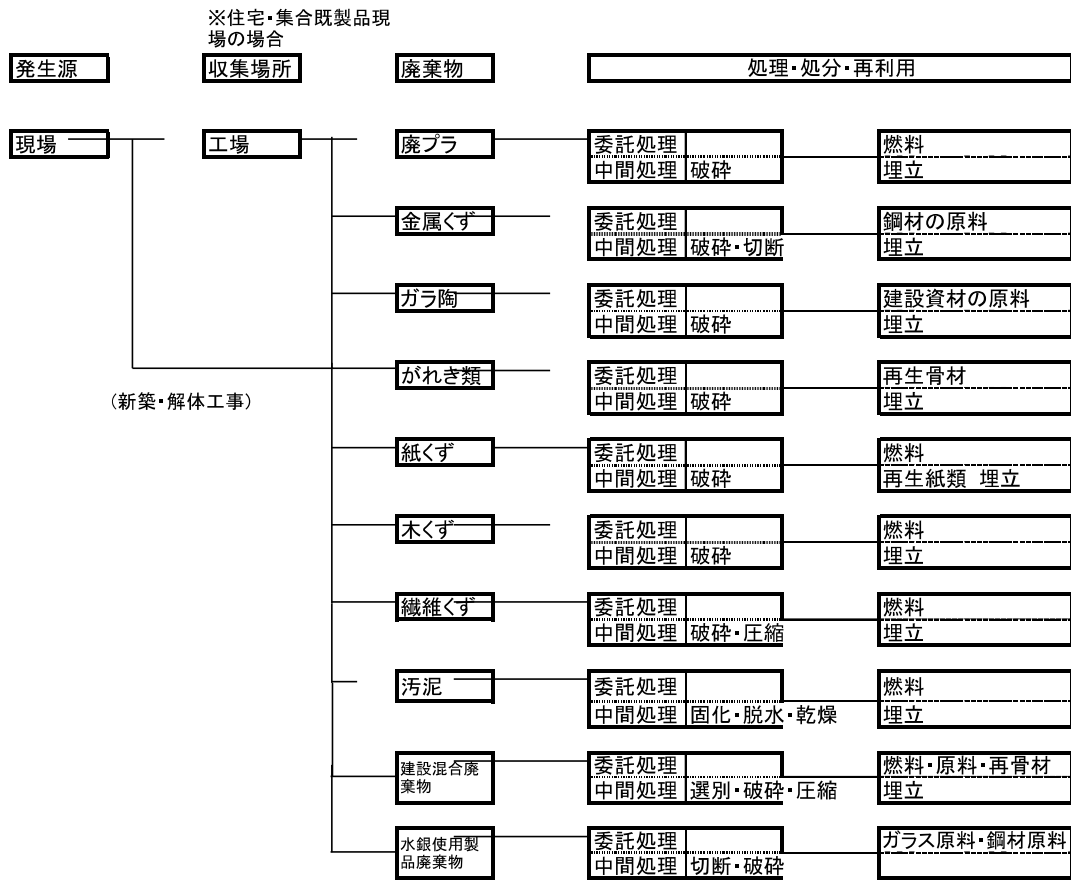 ※住宅・集合既製品現
場の場合
発生源 収集場所 廃棄物 処理・処分・再利用
現場 工場 廃プラ 委託処理 燃料
中間処理 破砕 埋立
金属くず 委託処理 鋼材の原料
中間処理 破砕・切断 埋立
ガラ陶 委託処理 建設資材の原料
中間処理 破砕 埋立
がれき類 委託処理 再生骨材
中間処理 破砕 埋立
(新築・解体工事)
紙くず 委託処理 燃料
中間処理 破砕 再生紙類 埋立
木くず 委託処理 燃料
中間処理 破砕 埋立
繊維くず 委託処理 燃料
中間処理 破砕・圧縮 埋立
汚泥 委託処理 燃料
中間処理 固化・脱水・乾燥 埋立
建設混合廃
棄物
委託処理 燃料・原料・再骨材
中間処理 選別・破砕・圧縮 埋立
水銀使用製
品廃棄物
委託処理 ガラス原料・鋼材原料
中間処理 切断・破砕